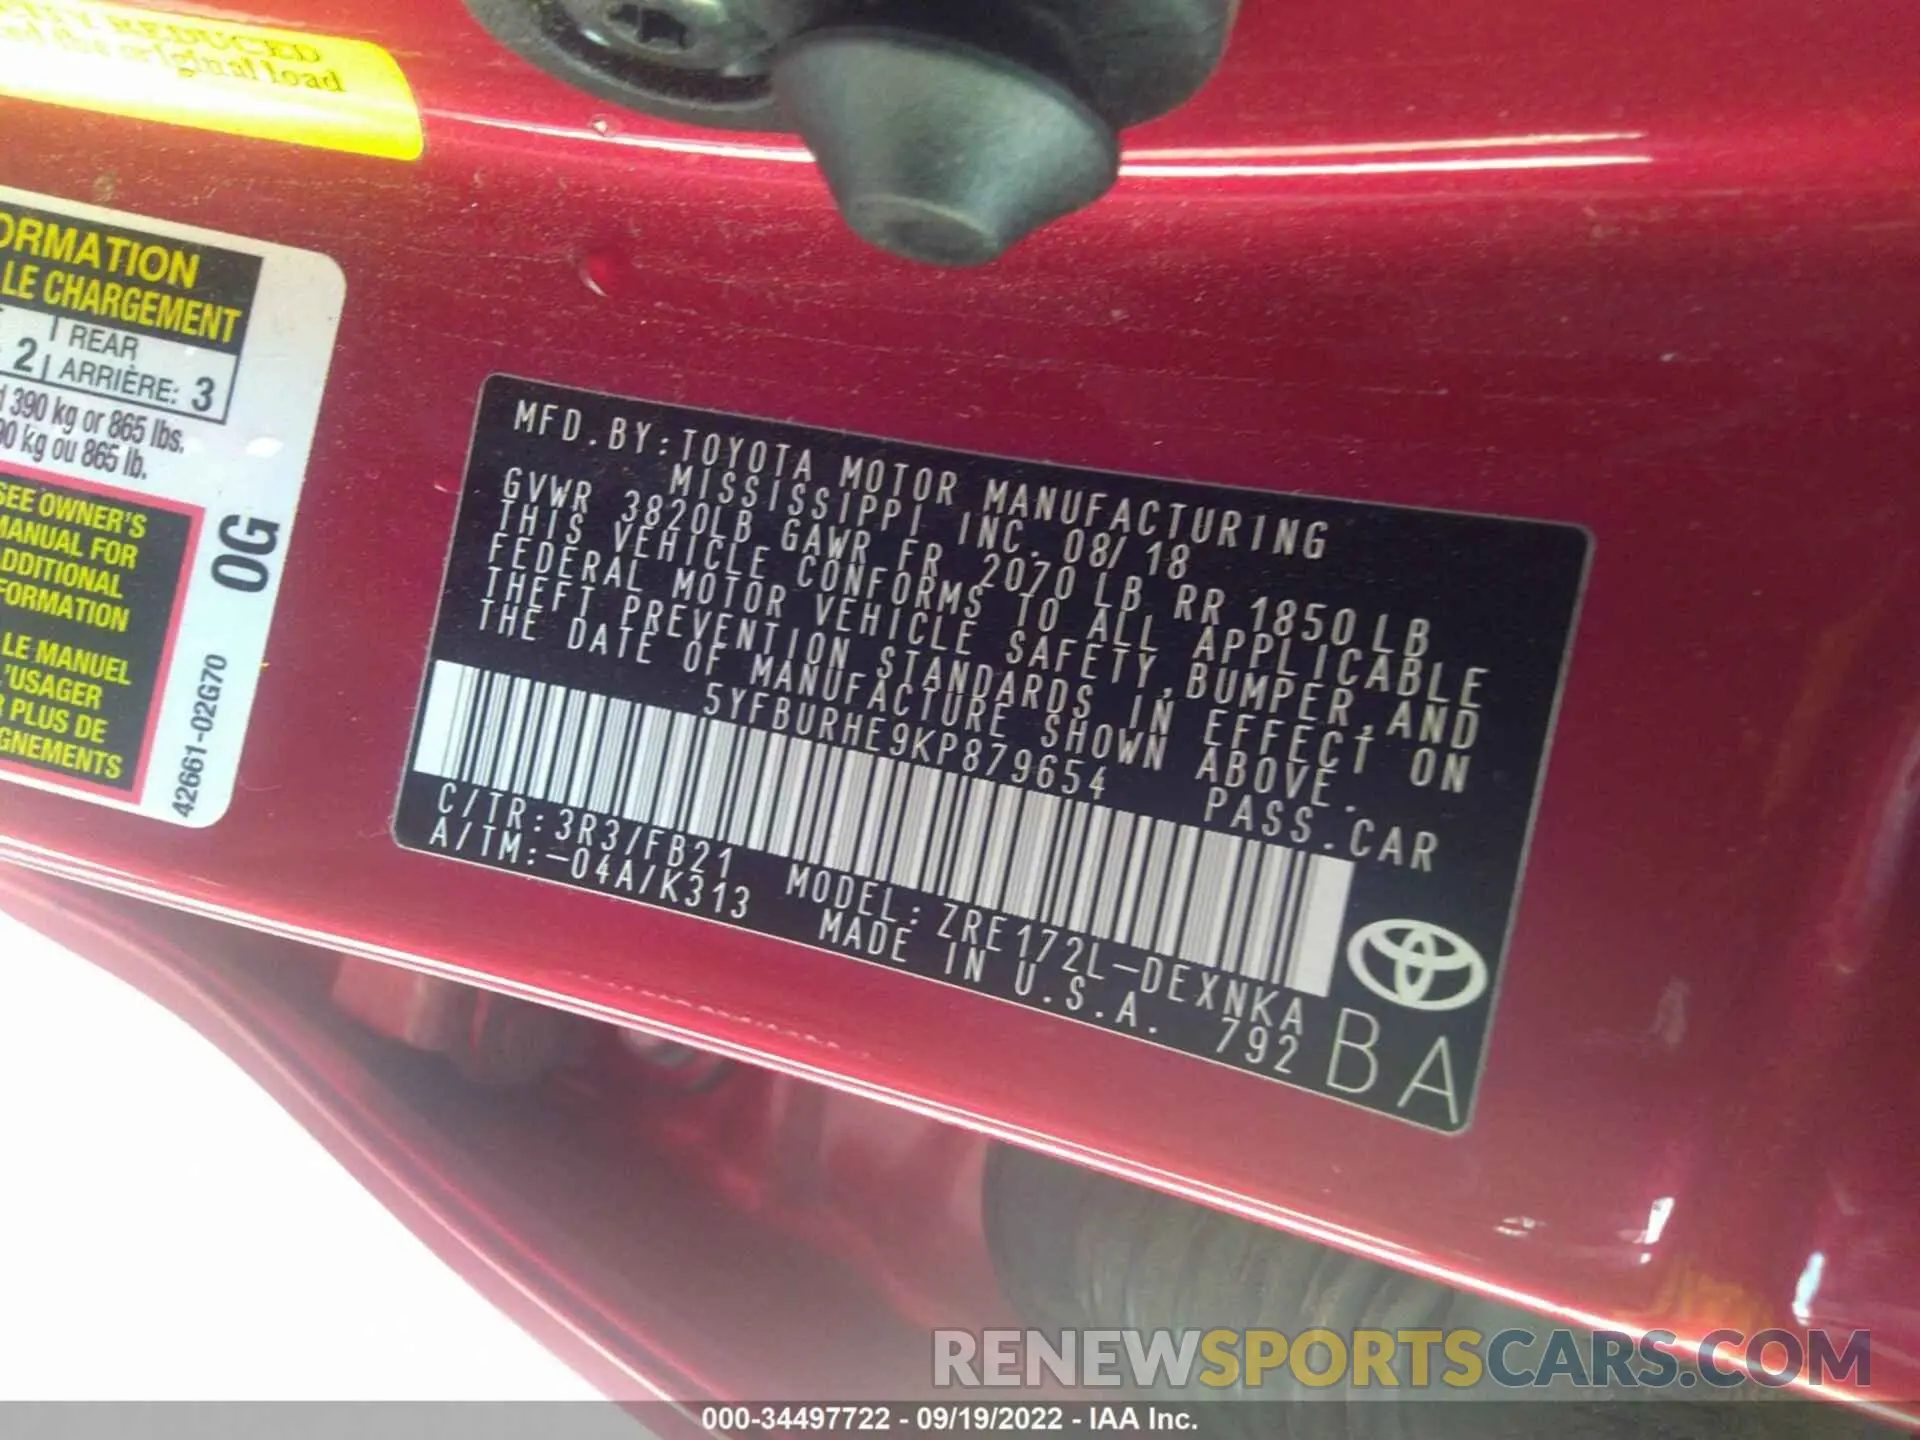 REDUCED
the original load
ORMATION
LE CHARGEMENT
REAR
2 ARRIÈRE: 3
390 kg or 865 lbs.
90 kg ou 865 lb.
SEE OWNER'S
MANUAL FOR
ADDITIONAL
FORMATION
LE MANUEL
L'USAGER
R PLUS DE
GNEMENTS
0G
42661-02G70
MFD.BY:TOYOTA MOTOR MANUFACTURING
MISSISSIPPI INC. 08/18
GVWR 3820LB GAWR FR 2070LB RR 1850LB
THIS VEHICLE CONFORMS TO ALL APPLICABLE
FEDERAL MOTOR VEHICLE SAFETY,BUMPER,AND
THEFT PREVENTION STANDARDS IN EFFECT ON
THE DATE OF MANUFACTURE SHOWN ABOVE.
5YFBURHE9KP879654 PASS.CAR
C/TR:3R3/FB21 MODEL:ZRE172L-DEXNKA
A/TM:-04A/K313 MADE IN U.S.A. 792
BA
RENEWSPORTSCARS.COM
000-34497722 - 09/19/2022 - IAA Inc.